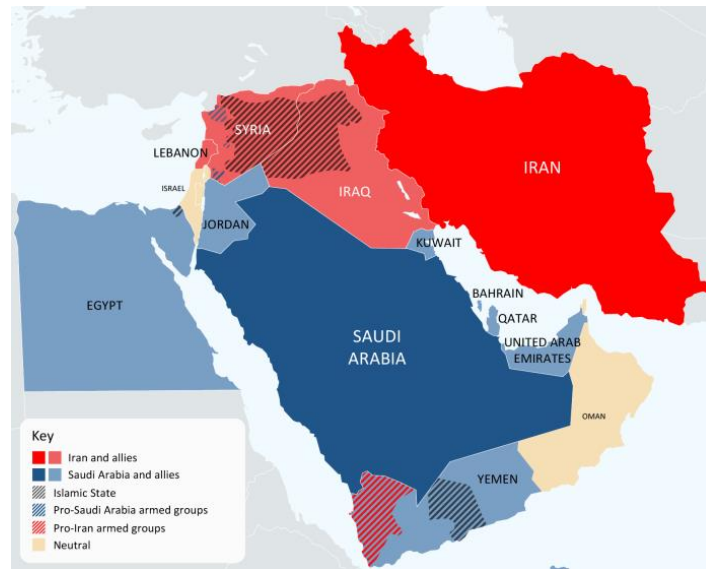 SYRIA
LEBANON
IRAN
ISRAEL
IRAQ
JORDAN
KUWAIT
BAHRAIN
EGYPT
QATAR
SAUDI
ARABIA
UNITED ARAB
EMIRATES
OMAN
YEMEN
Key
Iran and allies
Saudi Arabia and allies
Islamic State
Pro-Saudi Arabia armed groups
Pro-Iran armed groups
Neutral